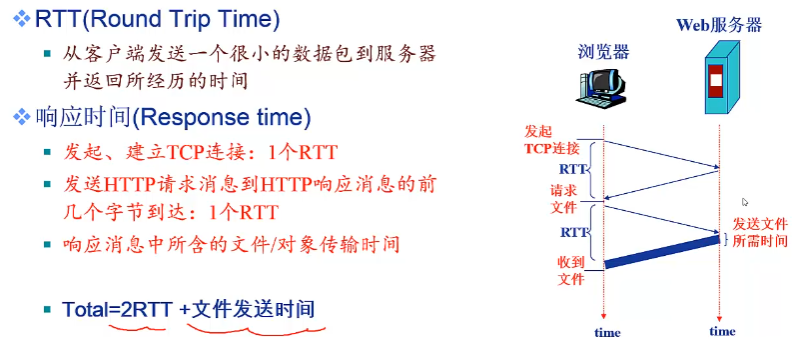 RTT(Round Trip Time)
从客户端发送一个很小的数据包到服务器
并返回所经历的时间
响应时间(Response time)
发起、建立TCP连接：1个RTT
发送HTTP请求消息到HTTP响应消息的前
几个字节到达：1个RTT
响应消息中所含的文件/对象传输时间
Total=2RTT +文件发送时间
Web服务器
浏览器
发起
TCP连接
RTT
请求
文件
RTT
发送文件
所需时间
收到
文件
time
time